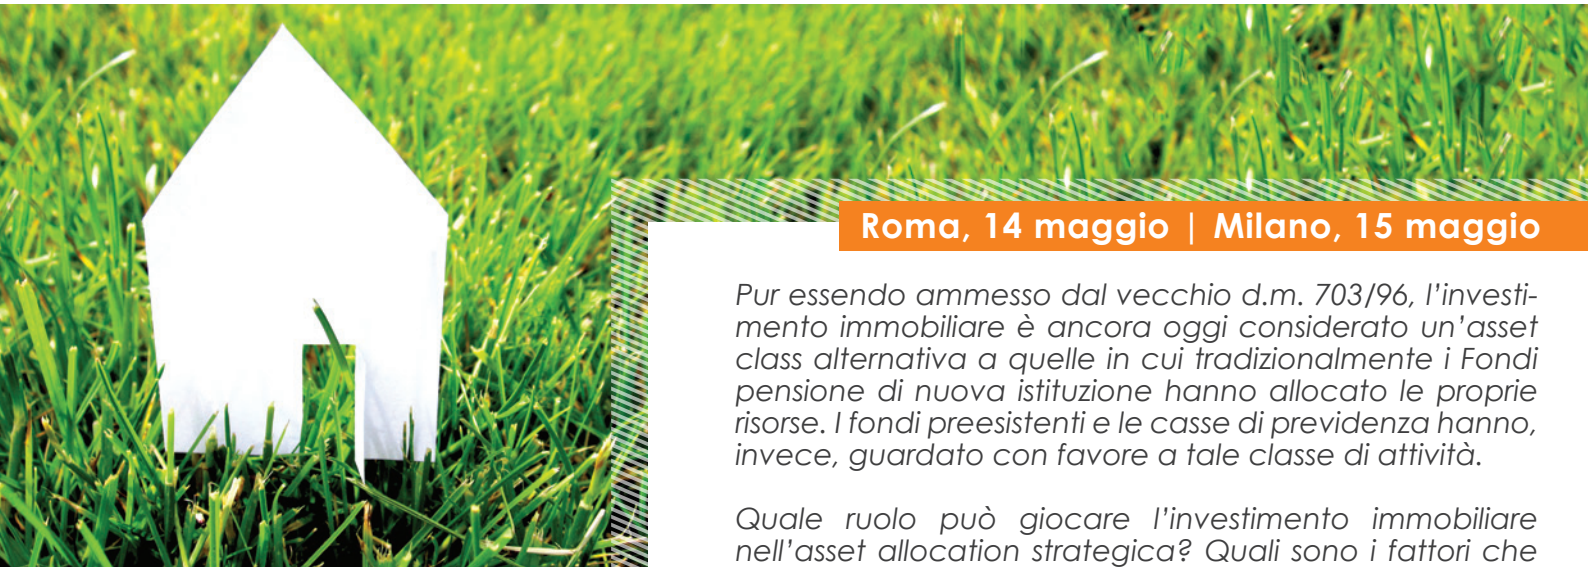 Roma, 14 maggio | Milano, 15 maggio
Pur essendo ammesso dal vecchio d.m. 703/96, l’investi-
mento immobiliare è ancora oggi considerato un’asset
class alternativa a quelle in cui tradizionalmente i Fondi
pensione di nuova istituzione hanno allocato le proprie
risorse. I fondi preesistenti e le casse di previdenza hanno,
invece, guardato con favore a tale classe di attività.
Quale ruolo può giocare l’investimento immobiliare
nell’asset allocation strategica? Quali sono i fattori che